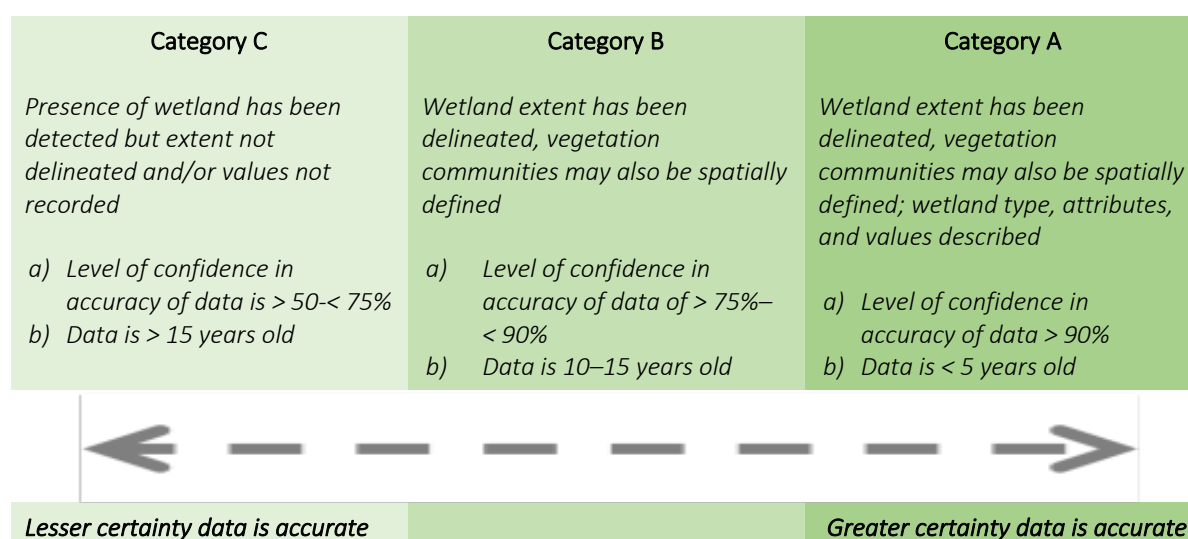 Category C
Presence of wetland has been
detected but extent not
delineated and/or values not
recorded
a) Level of confidence in
accuracy of data is > 50-< 75%
b) Data is > 15 years old
Category B
Wetland extent has been
delineated, vegetation
communities may also be spatially
defined
a) Level of confidence in
accuracy of data of > 75%–
< 90%
b) Data is 10–15 years old
Category A
Wetland extent has been
delineated, vegetation
communities may also be spatially
defined; wetland type, attributes,
and values described
a) Level of confidence in
accuracy of data > 90%
b) Data is < 5 years old
Lesser certainty data is accurate
Greater certainty data is accurate